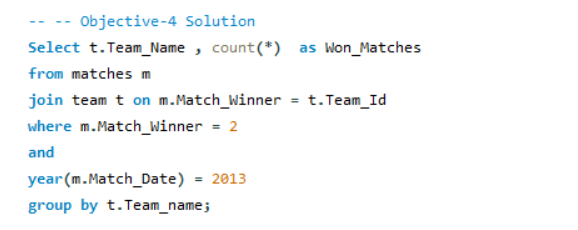 -- -- Objective-4 Solution
Select t.Team_Name , count(*)  as Won_Matches
from matches m
join team t on m.Match_Winner = t.Team_Id
where m.Match_Winner = 2
and
year(m.Match_Date) = 2013
group by t.Team_name;